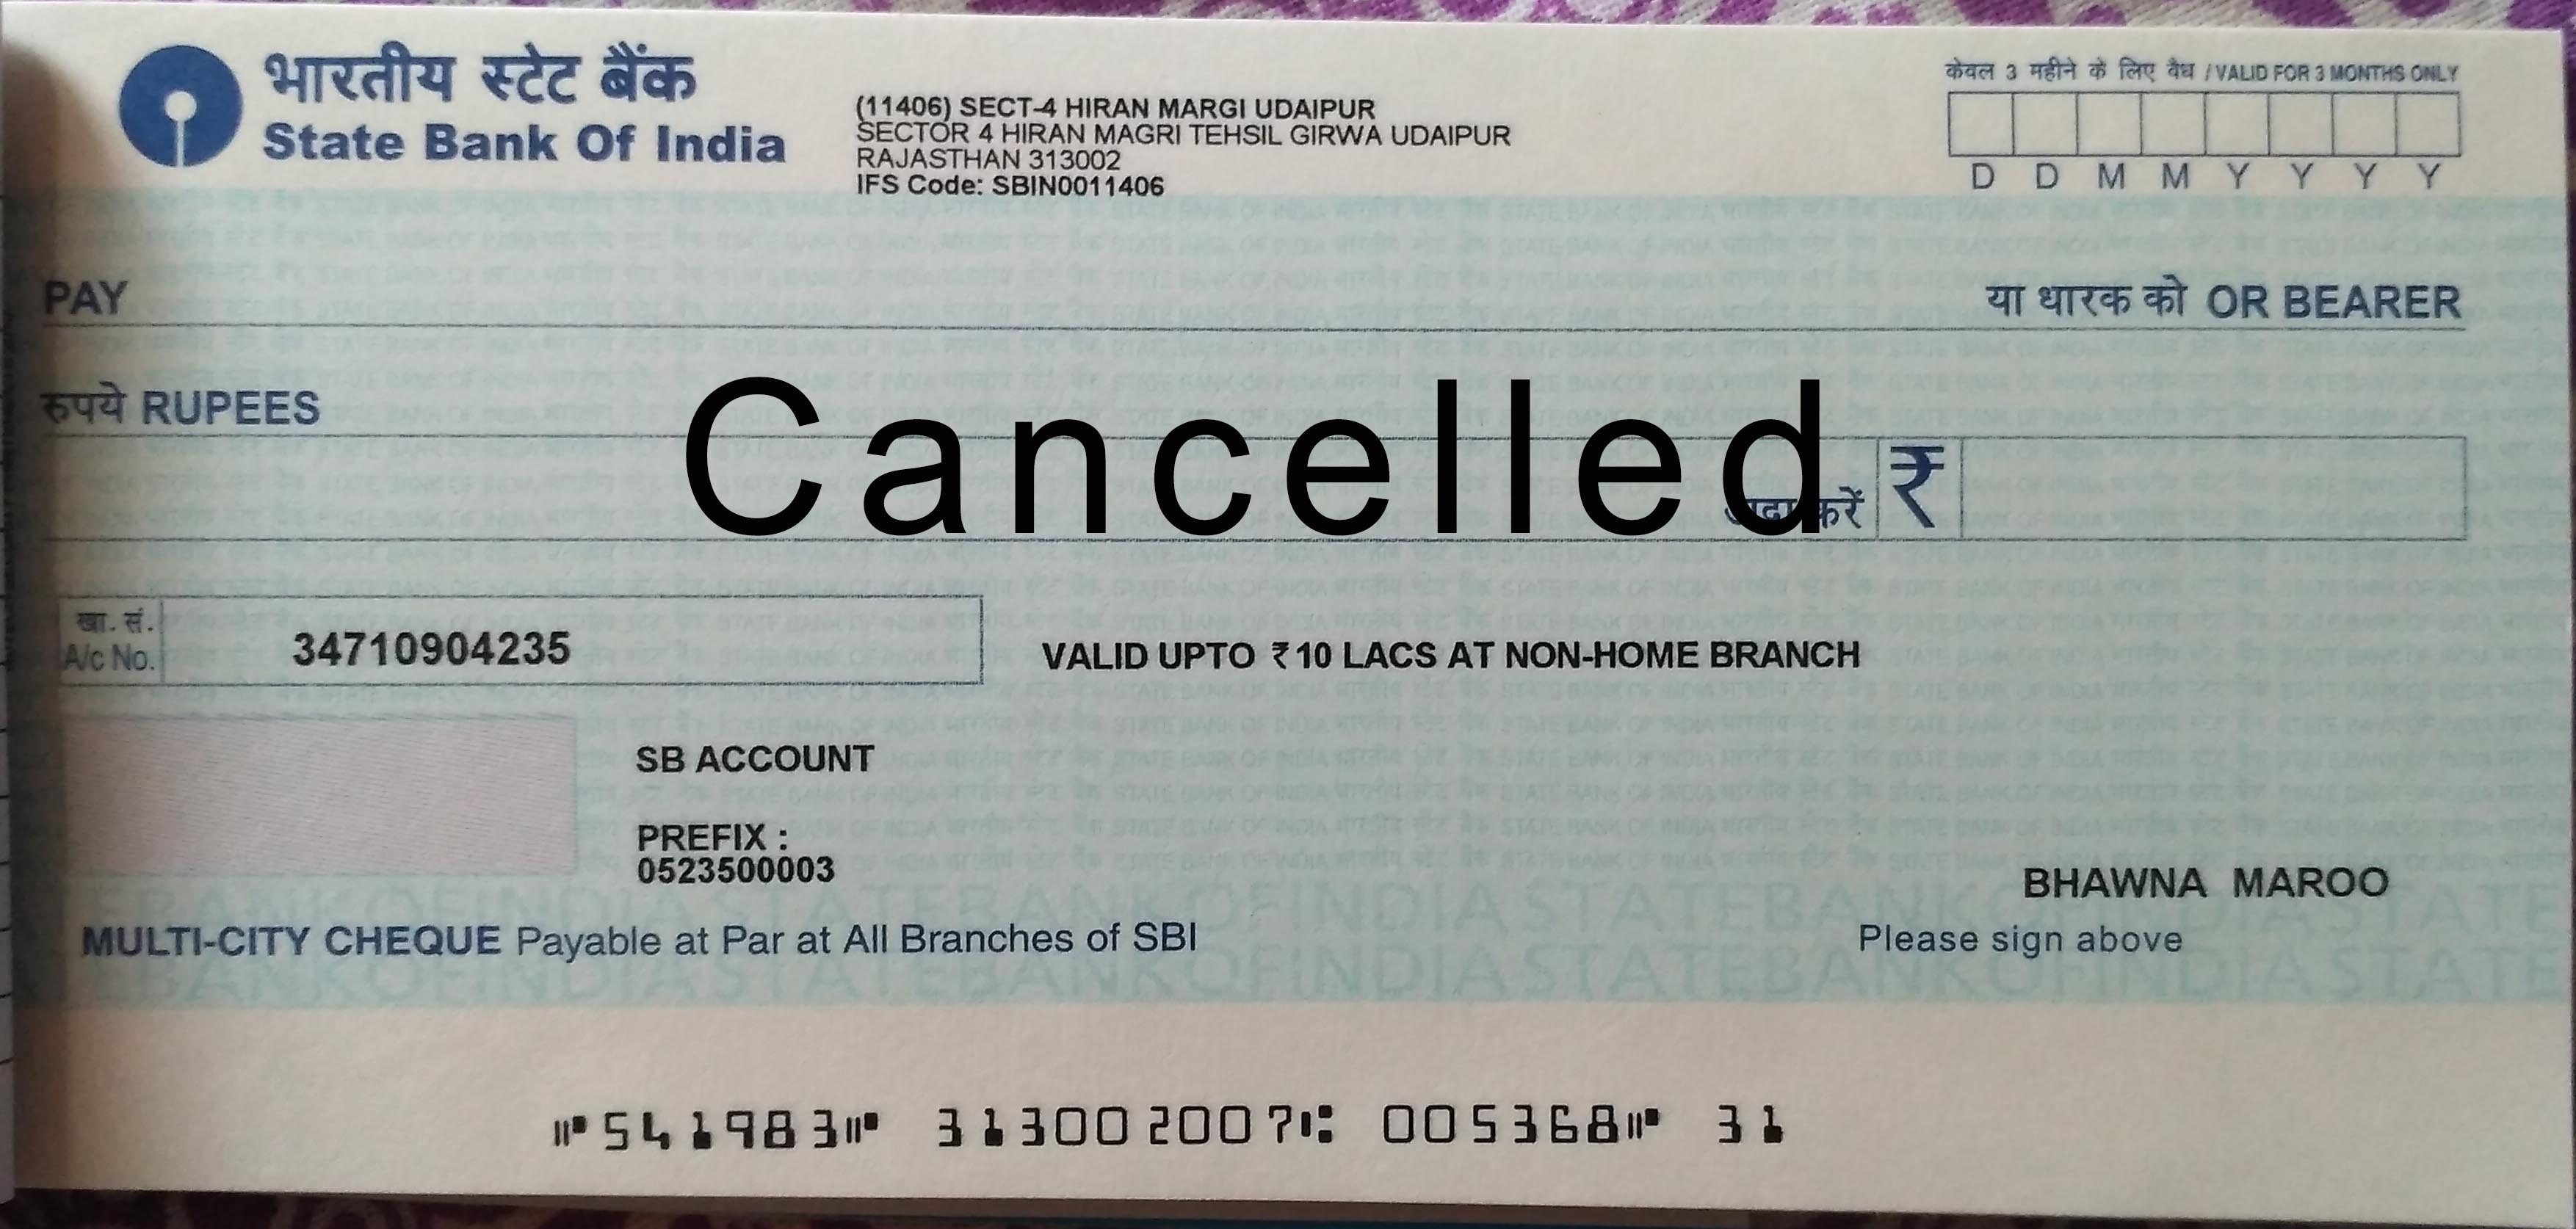 भारतीय स्टेट बैंक
State Bank Of India
(11406) SECT-4 HIRAN MARGI UDAIPUR
SECTOR 4 HIRAN MAGRI TEHSIL GIRWA UDAIPUR
RAJASTHAN 313002
IFS Code: SBIN0011406
केवल 3 महीने के लिए वैध / VALID FOR 3 MONTHS ONLY
D D M M Y Y Y Y
PAY
या धारक को OR BEARER
रुपये RUPEES
Cancelled
अदा करें ₹
खा. सं.
A/c No.
34710904235
VALID UPTO ₹ 10 LACS AT NON-HOME BRANCH
SB ACCOUNT
PREFIX :
0523500003
BHAWNA MAROO
MULTI-CITY CHEQUE Payable at Par at All Branches of SBI
Please sign above
⑈541983⑈ 313002007⑆ 005368⑈ 31